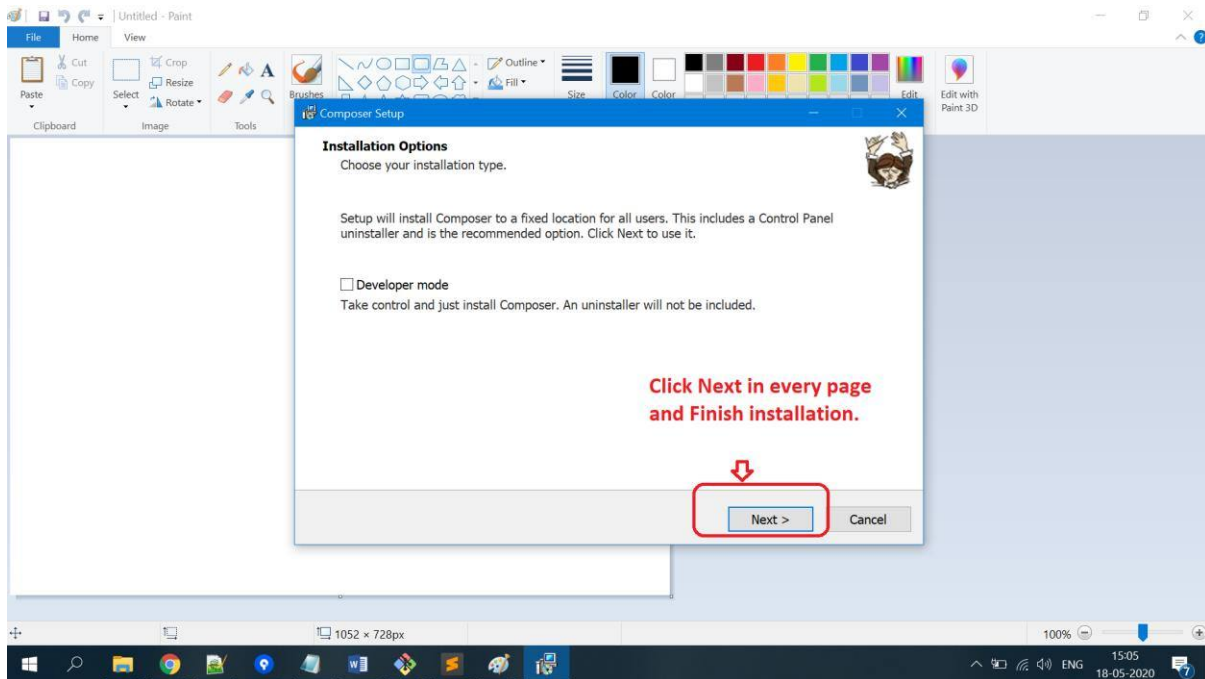 Untitled - Paint
File Home View
Cut
Copy
Paste
Clipboard
Select
Crop
Resize
Rotate
Image
A
Tools
Brushes
Outline
Fill
Size
Color
Color
Edit
Edit with
Paint 3D
Composer Setup
Installation Options
Choose your installation type.
Setup will install Composer to a fixed location for all users. This includes a Control Panel
uninstaller and is the recommended option. Click Next to use it.
Developer mode
Take control and just install Composer. An uninstaller will not be included.
Click Next in every page
and Finish installation.
Next >
Cancel
1052 × 728px
100%
ENG
15:05
18-05-2020
7